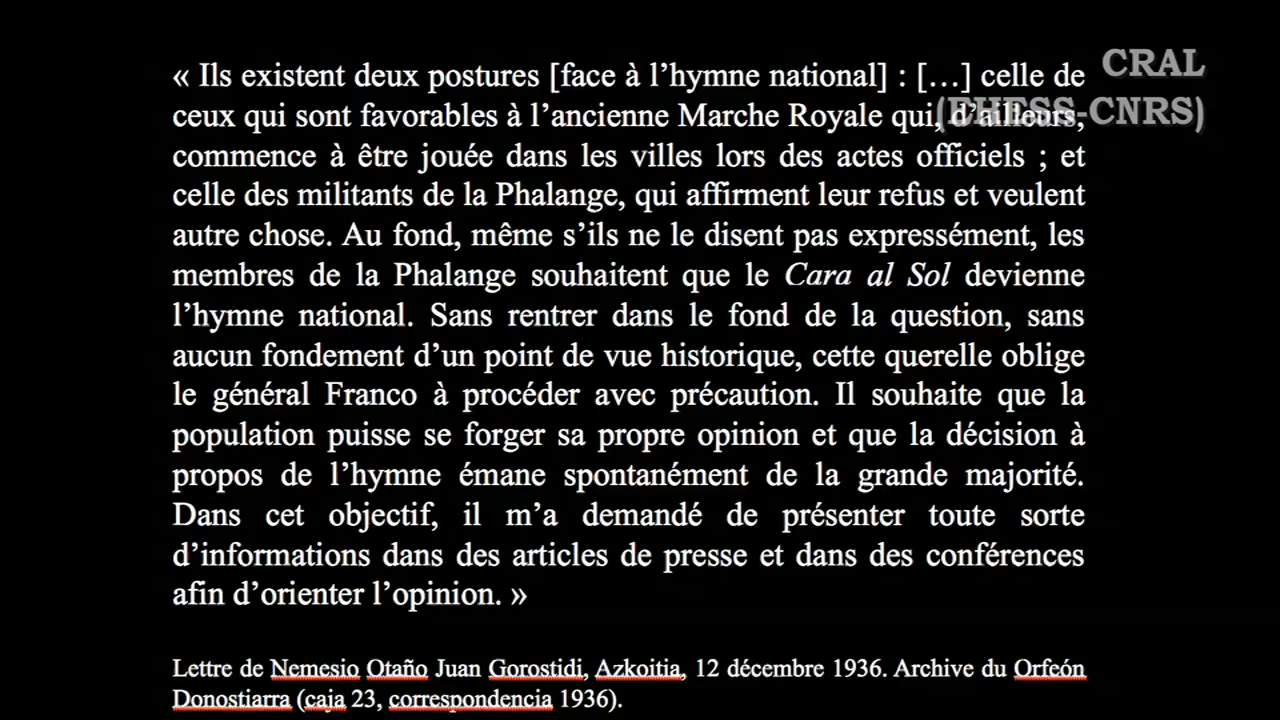 « Ils existent deux postures [face à l’hymne national] : […] celle de
CRAL
ceux qui sont favorables à l’ancienne Marche Royale qui, d’ailleurs,
(EHESS-CNRS)
commence à être jouée dans les villes lors des actes officiels ; et
celle des militants de la Phalange, qui affirment leur refus et veulent
autre chose. Au fond, même s’ils ne le disent pas expressément, les
membres de la Phalange souhaitent que le Cara al Sol devienne
l’hymne national. Sans rentrer dans le fond de la question, sans
aucun fondement d’un point de vue historique, cette querelle oblige
le général Franco à procéder avec précaution. Il souhaite que la
population puisse se forger sa propre opinion et que la décision à
propos de l’hymne émane spontanément de la grande majorité.
Dans cet objectif, il m’a demandé de présenter toute sorte
d’informations dans des articles de presse et dans des conférences
afin d’orienter l’opinion. »
Lettre de Nemesio Otaño Juan Gorostidi, Azkoitia, 12 décembre 1936. Archive du Orfeón
Donostiarra (caja 23, correspondencia 1936).